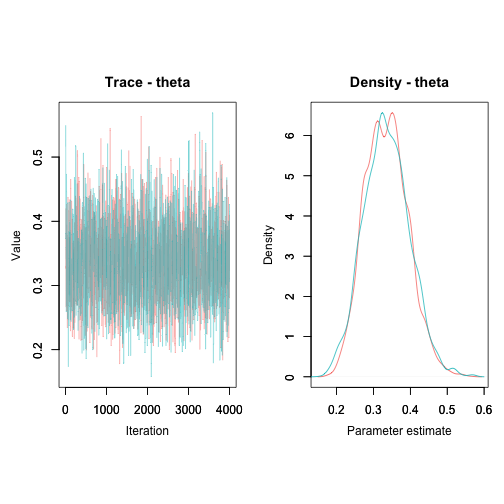 Trace - theta
Value
0.5
0.4
0.3
0.2
0 1000 2000 3000 4000
Iteration
Density - theta
Density
6
5
4
3
2
1
0
0.2 0.3 0.4 0.5 0.6
Parameter estimate